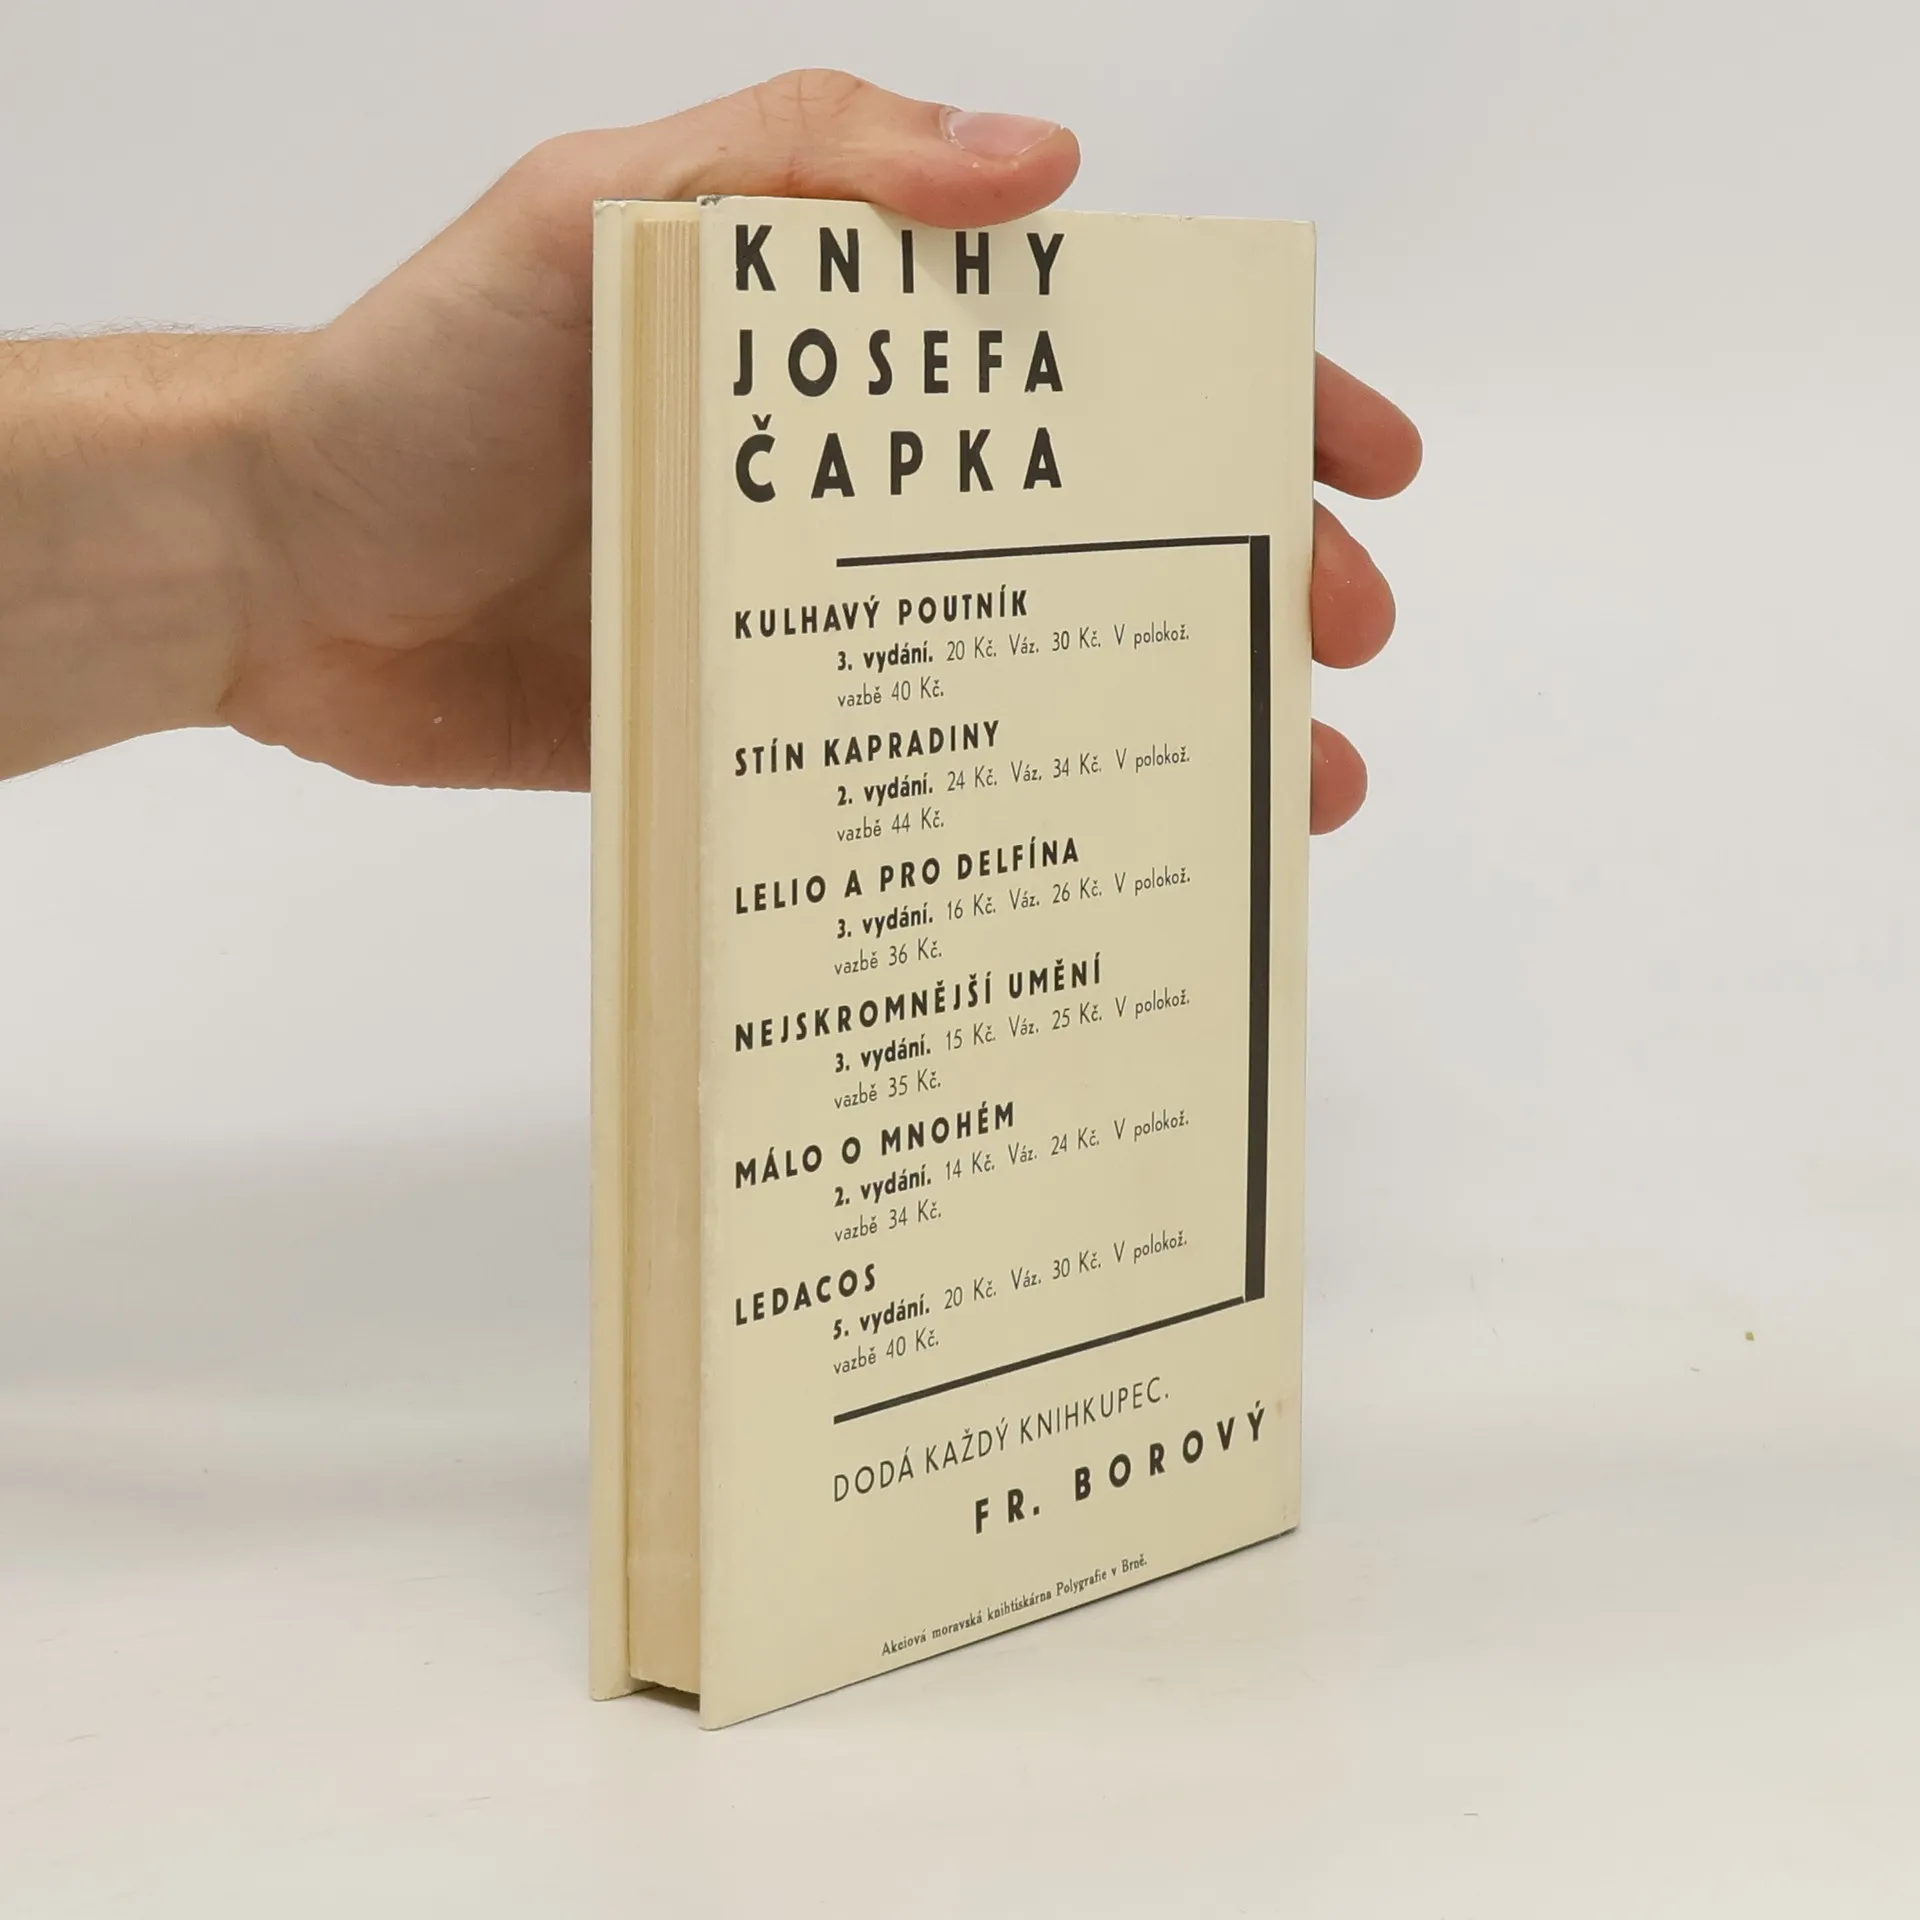 KNIHY
JOSEFA
ČAPKA
KULHAVÝ POUTNÍK
3. vydání. 20 Kč. Váz. 30 Kč. V polokož.
vazbě 40 Kč.
STÍN KAPRADINY
2. vydání. 24 Kč. Váz. 34 Kč. V polokož.
vazbě 44 Kč.
LELIO A PRO DELFÍNA
3. vydání. 16 Kč. Váz. 26 Kč. V polokož.
vazbě 36 Kč.
NEJSKROMNĚJŠÍ UMĚNÍ
3. vydání. 15 Kč. Váz. 25 Kč. V polokož.
vazbě 35 Kč.
MÁLO O MNOHÉM
2. vydání. 14 Kč. Váz. 24 Kč. V polokož.
vazbě 34 Kč.
LEDACOS
5. vydání. 20 Kč. Váz. 30 Kč. V polokož.
vazbě 40 Kč.
DODÁ KAŽDÝ KNIHKUPEC.
FR. BOROVÝ
Akciová moravská knihtiskárna Polygrafie v Brně.